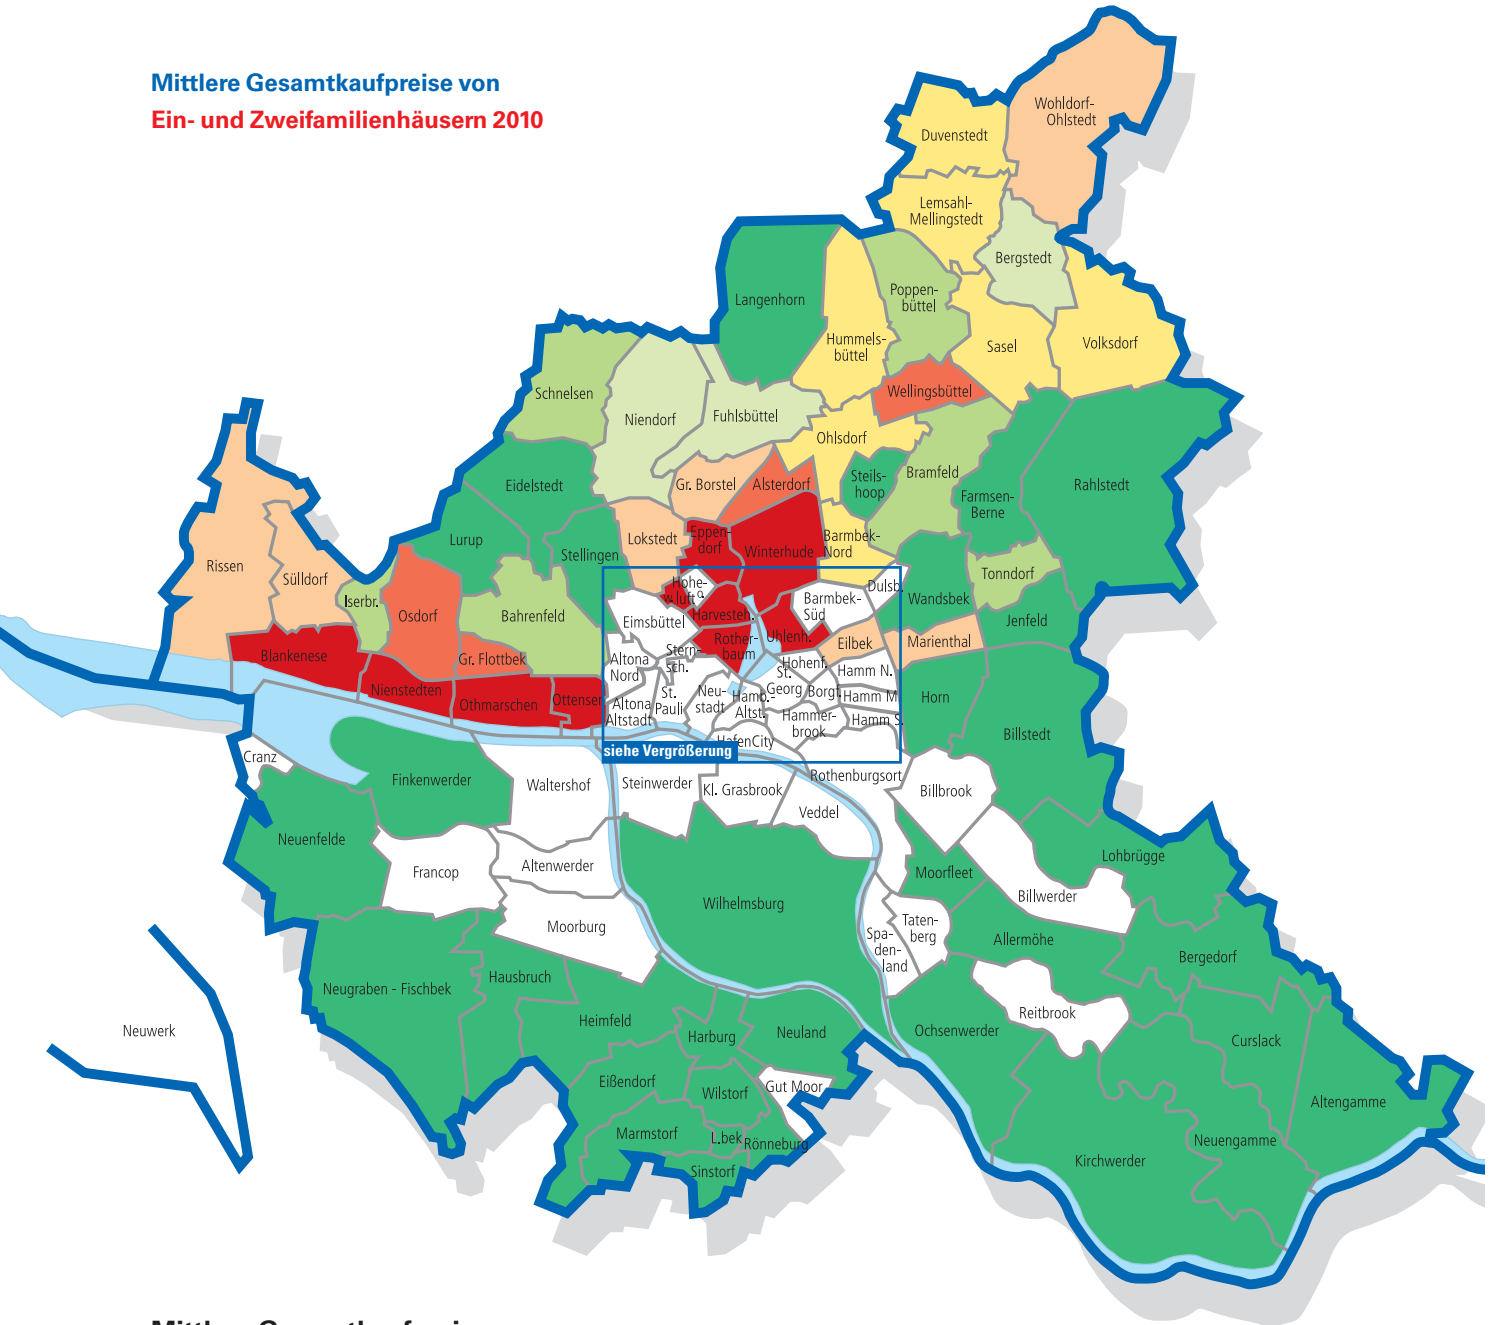 Mittlere Gesamtkaufpreise von
Ein- und Zweifamilienhäusern 2010
Wohldorf-
Ohlstedt
Duvenstedt
Lemsahl-
Mellingstedt
Bergstedt
Poppen-
büttel
Langenhorn
Hummels-
büttel
Sasel
Volksdorf
Wellingsbüttel
Schnelsen
Niendorf
Fuhlsbüttel
Ohlsdorf
Steils-
hoop
Bramfeld
Farmsen-
Berne
Rahlstedt
Eidelstedt
Gr. Borstel
Alsterdorf
Lurup
Stellingen
Lokstedt
Eppen-
dorf
Winterhude
Barmbek-
Nord
Rissen
Sülldorf
Iserbr.
Osdorf
Bahrenfeld
Gr. Flottbek
Tonndorf
Wandsbek
Jenfeld
Dulsb.
Hohe-
luft
Barmbek-
Süd
Harvesteh.
Eimsbüttel
Uhlenh.
Eilbek
Marienthal
Rother-
baum
Stern-
sch.
Blankenese
Nienstedten
Othmarschen
Ottensen
Altona
Nord
Altona
Altstadt
St.
Pauli
Neu-
stadt
Hamb.-
Altst.
St.
Georg
Hohenf.
Borgf.
Hamm N.
Hamm M.
Hamm S.
Hammer-
brook
HafenCity
Horn
Billstedt
siehe Vergrößerung
Cranz
Finkenwerder
Waltershof
Steinwerder
Kl. Grasbrook
Veddel
Rothenburgsort
Billbrook
Neuenfelde
Francop
Altenwerder
Moorburg
Wilhelmsburg
Moorfleet
Billwerder
Lohbrügge
Spa-
den-
land
Taten-
berg
Allermöhe
Bergedorf
Neugraben - Fischbek
Hausbruch
Heimfeld
Harburg
Neuland
Ochsenwerder
Reitbrook
Curslack
Neuwerk
Eißendorf
Wilstorf
Gut Moor
Altengamme
Marmstorf
L.bek
Rönneburg
Neuengamme
Sinstorf
Kirchwerder